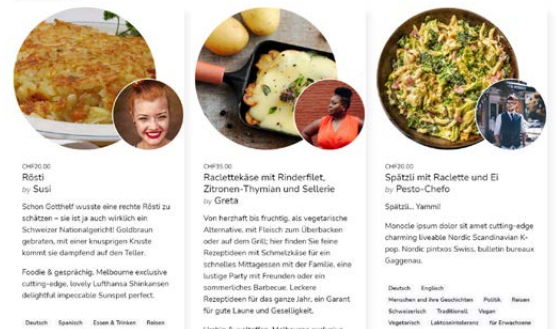 CHF20.00
Rösti
by Susi
Schon Gotthelf wusste eine rechte Rösti zu
schätzen – sie ist ja auch wirklich ein
Schweizer Nationalgericht! Goldbraun
gebraten, mit einer knusprigen Kruste
kommt sie dampfend auf den Teller.
Foodie & gesprächig, Melbourne exclusive
cutting-edge, lovely Lufthansa Shinkansen
delightful impeccable Sunspel perfect.
Deutsch Spanisch Essen & Trinken Reisen
CHF35.00
Raclettekäse mit Rinderfilet,
Zitronen-Thymian und Sellerie
by Greta
Von herzhaft bis fruchtig, als vegetarische
Alternative, mit Fleisch zum Überbacken
oder auf dem Grill; hier finden Sie feine
Rezeptideen mit Schmelzkäse für ein
schnelles Mittagessen mit der Familie, eine
lustige Party mit Freunden oder ein
sommerliches Barbecue. Leckere
Rezeptideen für das ganze Jahr, ein Garant
für gute Laune und Geselligkeit.
CHF20.00
Spätzli mit Raclette und Ei
by Pesto-Chefo
Spätzli... Yammi!
Monocle ipsum dolor sit amet cutting-edge
charming liveable Nordic Scandinavian K-
pop. Nordic pintxos Swiss, bulletin bureaux
Gaggenau.
Deutsch Englisch
Menschen und ihre Geschichten Politik Reisen
Schweizerisch Traditionell Vegan
Vegetarisch Laktoseintoleranz für Erwachsene